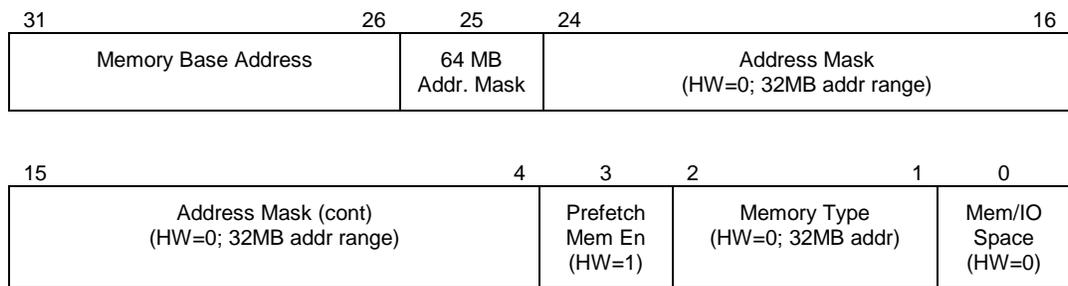 31 26 25 24 16
Memory Base Address 64 MB Address Mask
Addr. Mask (HW=0; 32MB addr range)
15 4 3 2 1 0
Address Mask (cont) Prefetch Memory Type Mem/IO
(HW=0; 32MB addr range) Mem En (HW=0; 32MB addr) Space
(HW=1) (HW=0)